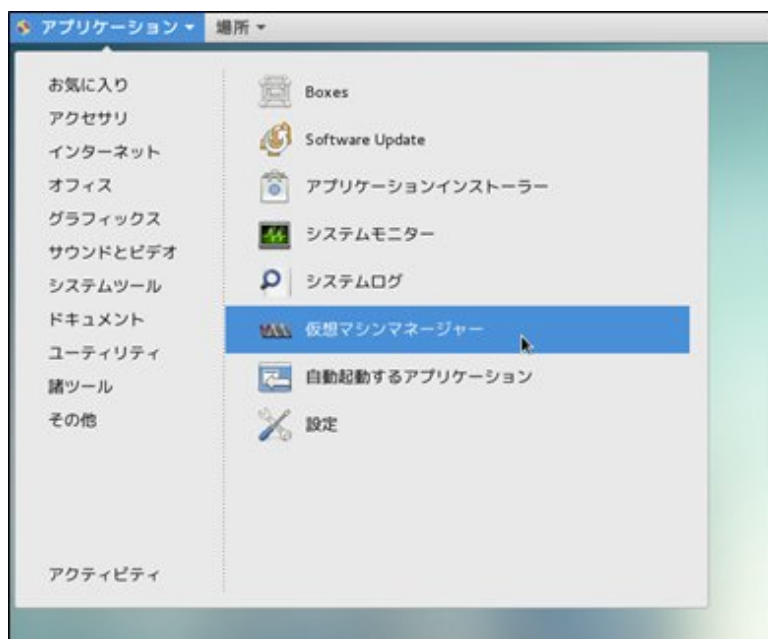 アプリケーション 場所
お気に入り
アクセサリ
インターネット
オフィス
グラフィックス
サウンドとビデオ
システムツール
ドキュメント
ユーティリティ
諸ツール
その他
アクティビティ
Boxes
Software Update
アプリケーションインストーラー
システムモニター
システムログ
仮想マシンマネージャー
自動起動するアプリケーション
設定